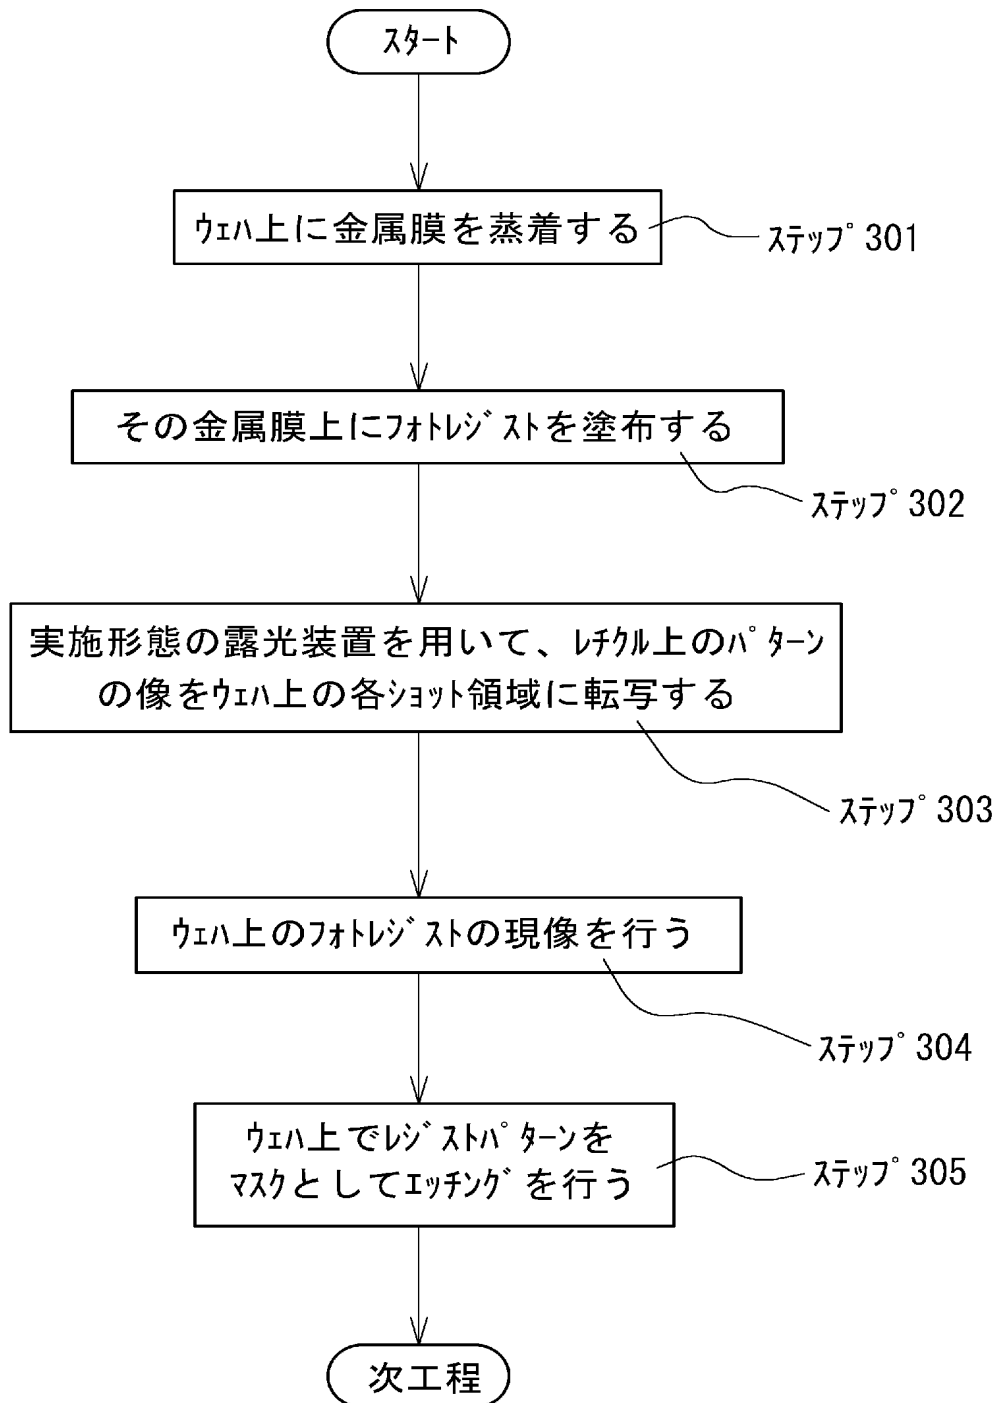 ｽﾀｰﾄ
ｳｪﾊ上に金属膜を蒸着する
ｽﾃｯﾌﾟ301
その金属膜上にﾌｫﾄﾚｼﾞｽﾄを塗布する
ｽﾃｯﾌﾟ302
実施形態の露光装置を用いて、ﾚﾁｸﾙ上のﾊﾟﾀｰﾝ
の像をｳｪﾊ上の各ｼｮｯﾄ領域に転写する
ｽﾃｯﾌﾟ303
ｳｪﾊ上のﾌｫﾄﾚｼﾞｽﾄの現像を行う
ｽﾃｯﾌﾟ304
ｳｪﾊ上でﾚｼﾞｽﾄﾊﾟﾀｰﾝを
ﾏｽｸとしてｴｯﾁﾝｸﾞを行う
ｽﾃｯﾌﾟ305
次工程